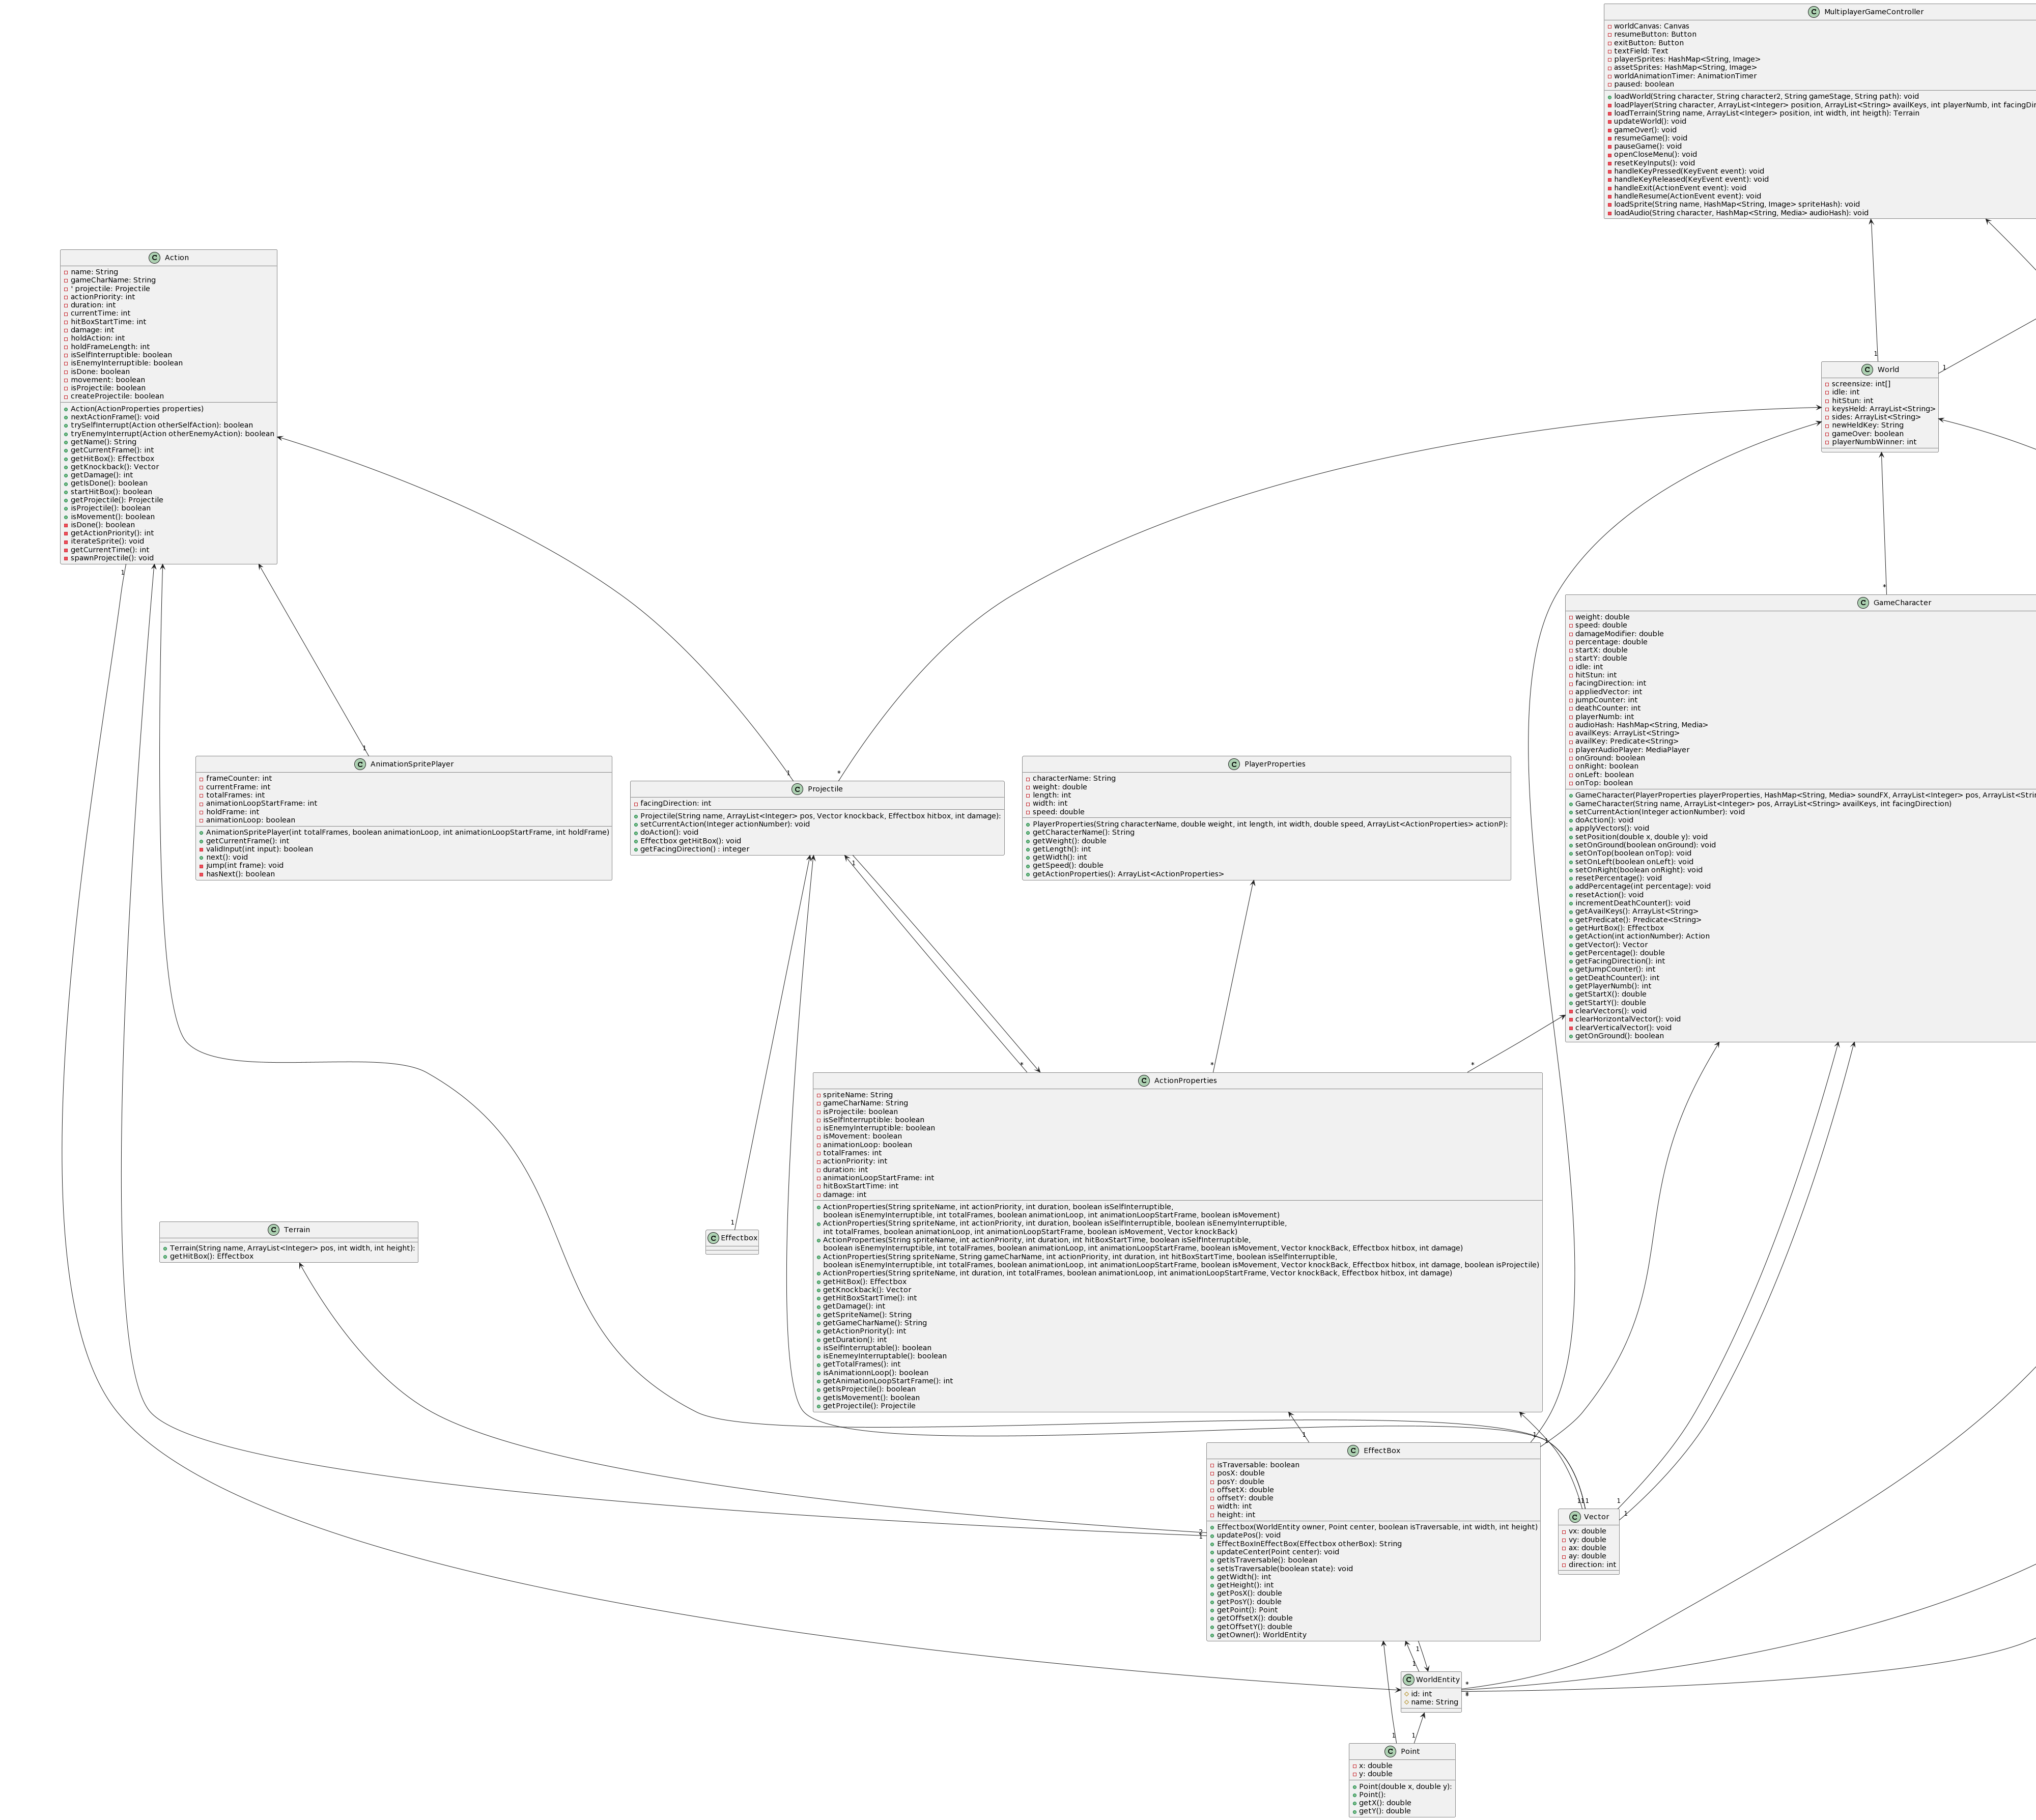 MultiplayerGameController
worldCanvas: Canvas
resumeButton: Button
exitButton: Button
textField: Text
playerSprites: HashMap<String, Image>
assetSprites: HashMap<String, Image>
worldAnimationTimer: AnimationTimer
paused: boolean
loadWorld(String character, String character2, String gameStage, String path): void
loadPlayer(String character, ArrayList<Integer> position, ArrayList<String> availKeys, int playerNumb, int
loadTerrain(String name, ArrayList<Integer> position, int width, int heigth): Terrain
updateWorld(): void
gameOver(): void
resumeGame(): void
pauseGame(): void
openCloseMenu(): void
resetKeyInputs(): void
handleKeyPressed(KeyEvent event): void
handleKeyReleased(KeyEvent event): void
handleExit(ActionEvent event): void
handleResume(ActionEvent event): void
loadSprite(String name, HashMap<String, Image> spriteHash): void
loadAudio(String character, HashMap<String, Media> audioHash): void
C Action
name: String
gameCharName: String
' projectile: Projectile
actionPriority: int
duration: int
currentTime: int
hitBoxStartTime: int
damage: int
holdAction: int
holdFrameLength: int
isSelfInterruptible: boolean
isEnemyInterruptible: boolean
isDone: boolean
movement: boolean
isProjectile: boolean
createProjectile: boolean
Action(ActionProperties properties)
nextActionFrame(): void
trySelfInterrupt(Action otherSelfAction): boolean
tryEnemyInterrupt(Action otherEnemyAction): boolean
getName(): String
getCurrentFrame(): int
getHitBox(): Effectbox
getKnockback(): Vector
getDamage(): int
getIsDone(): boolean
startHitBox(): boolean
getProjectile(): Projectile
isProjectile(): boolean
isMovement(): boolean
isDone(): boolean
getActionPriority(): int
iterateSprite(): void
getCurrentTime(): int
spawnProjectile(): void
1
1
1
C World
screensize: int[]
idle: int
hitStun: int
keysHeld: ArrayList<String>
sides: ArrayList<String>
newHeldKey: String
gameOver: boolean
playerNumbWinner: int
*
C GameCharacter
weight: double
speed: double
damageModifier: double
percentage: double
startX: double
startY: double
idle: int
hitStun: int
facingDirection: int
appliedVector: int
jumpCounter: int
deathCounter: int
playerNumb: int
audioHash: HashMap<String, Media>
availKeys: ArrayList<String>
availKey: Predicate<String>
playerAudioPlayer: MediaPlayer
onGround: boolean
onRight: boolean
onLeft: boolean
onTop: boolean
GameCharacter(PlayerProperties playerProperties, HashMap<String, Media> soundFX, ArrayList<Integer> pos,
GameCharacter(String name, ArrayList<Integer> pos, ArrayList<String> availKeys, int facingDirection)
setCurrentAction(Integer actionNumber): void
doAction(): void
applyVectors(): void
setPosition(double x, double y): void
setOnGround(boolean onGround): void
setOnTop(boolean onTop): void
setOnLeft(boolean onLeft): void
setOnRight(boolean onRight): void
resetPercentage(): void
addPercentage(int percentage): void
resetAction(): void
incrementDeathCounter(): void
getAvailKeys(): ArrayList<String>
getPredicate(): Predicate<String>
getHurtBox(): Effectbox
getAction(int actionNumber): Action
getVector(): Vector
getPercentage(): double
getFacingDirection(): int
getJumpCounter(): int
getDeathCounter(): int
getPlayerNumb(): int
getStartX(): double
getStartY(): double
clearVectors(): void
clearHorizontalVector(): void
clearVerticalVector(): void
getOnGround(): boolean
1
C AnimationSpritePlayer
frameCounter: int
currentFrame: int
totalFrames: int
animationLoopStartFrame: int
holdFrame: int
animationLoop: boolean
AnimationSpritePlayer(int totalFrames, boolean animationLoop, int animationLoopStartFrame, int holdFrame)
getCurrentFrame(): int
validInput(int input): boolean
next(): void
jump(int frame): void
hasNext(): boolean
1
*
C Projectile
facingDirection: int
Projectile(String name, ArrayList<Integer> pos, Vector knockback, Effectbox hitbox, int damage):
setCurrentAction(Integer actionNumber): void
doAction(): void
Effectbox getHitBox(): void
getFacingDirection() : integer
1
C PlayerProperties
characterName: String
weight: double
length: int
width: int
speed: double
PlayerProperties(String characterName, double weight, int length, int width, double speed, ArrayList<ActionProperties> actionP):
getCharacterName(): String
getWeight(): double
getLength(): int
getWidth(): int
getSpeed(): double
getActionProperties(): ArrayList<ActionProperties>
*
*
*
C ActionProperties
spriteName: String
gameCharName: String
isProjectile: boolean
isSelfInterruptible: boolean
isEnemyInterruptible: boolean
isMovement: boolean
animationLoop: boolean
totalFrames: int
actionPriority: int
duration: int
animationLoopStartFrame: int
hitBoxStartTime: int
damage: int
ActionProperties(String spriteName, int actionPriority, int duration, boolean isSelfInterruptible,
boolean isEnemyInterruptible, int totalFrames, boolean animationLoop, int animationLoopStartFrame, boolean isMovement)
ActionProperties(String spriteName, int actionPriority, int duration, boolean isSelfInterruptible, boolean isEnemyInterruptible,
int totalFrames, boolean animationLoop, int animationLoopStartFrame, boolean isMovement, Vector knockBack)
ActionProperties(String spriteName, int actionPriority, int duration, int hitBoxStartTime, boolean isSelfInterruptible,
boolean isEnemyInterruptible, int totalFrames, boolean animationLoop, int animationLoopStartFrame, boolean isMovement, Vector knockBack, Effectbox hitbox, int damage)
ActionProperties(String spriteName, String gameCharName, int actionPriority, int duration, int hitBoxStartTime, boolean isSelfInterruptible,
boolean isEnemyInterruptible, int totalFrames, boolean animationLoop, int animationLoopStartFrame, boolean isMovement, Vector knockBack, Effectbox hitbox, int damage, boolean isProjectile)
ActionProperties(String spriteName, int duration, int totalFrames, boolean animationLoop, int animationLoopStartFrame, Vector knockBack, Effectbox hitbox, int damage)
getHitBox(): Effectbox
getKnockback(): Vector
getHitBoxStartTime(): int
getDamage(): int
getSpriteName(): String
getGameCharName(): String
getActionPriority(): int
getDuration(): int
isSelfInterruptable(): boolean
isEnemeyInterruptable(): boolean
getTotalFrames(): int
isAnimationnLoop(): boolean
getAnimationLoopStartFrame(): int
getIsProjectile(): boolean
getIsMovement(): boolean
getProjectile(): Projectile
C Terrain
Terrain(String name, ArrayList<Integer> pos, int width, int height):
getHitBox(): Effectbox
1
C Effectbox
1
1
1
C EffectBox
isTraversable: boolean
posX: double
posY: double
offsetX: double
offsetY: double
width: int
height: int
Effectbox(WorldEntity owner, Point center, boolean isTraversable, int width, int height)
updatePos(): void
EffectBoxInEffectBox(Effectbox otherBox): String
updateCenter(Point center): void
getIsTraversable(): boolean
setIsTraversable(boolean state): void
getWidth(): int
getHeight(): int
getPosX(): double
getPosY(): double
getPoint(): Point
getOffsetX(): double
getOffsetY(): double
getOwner(): WorldEntity
2
1
111
1
1
C Vector
vx: double
vy: double
ax: double
ay: double
direction: int
1
1
C WorldEntity
id: int
name: String
*
*
1
1
C Point
x: double
y: double
Point(double x, double y):
Point():
getX(): double
getY(): double